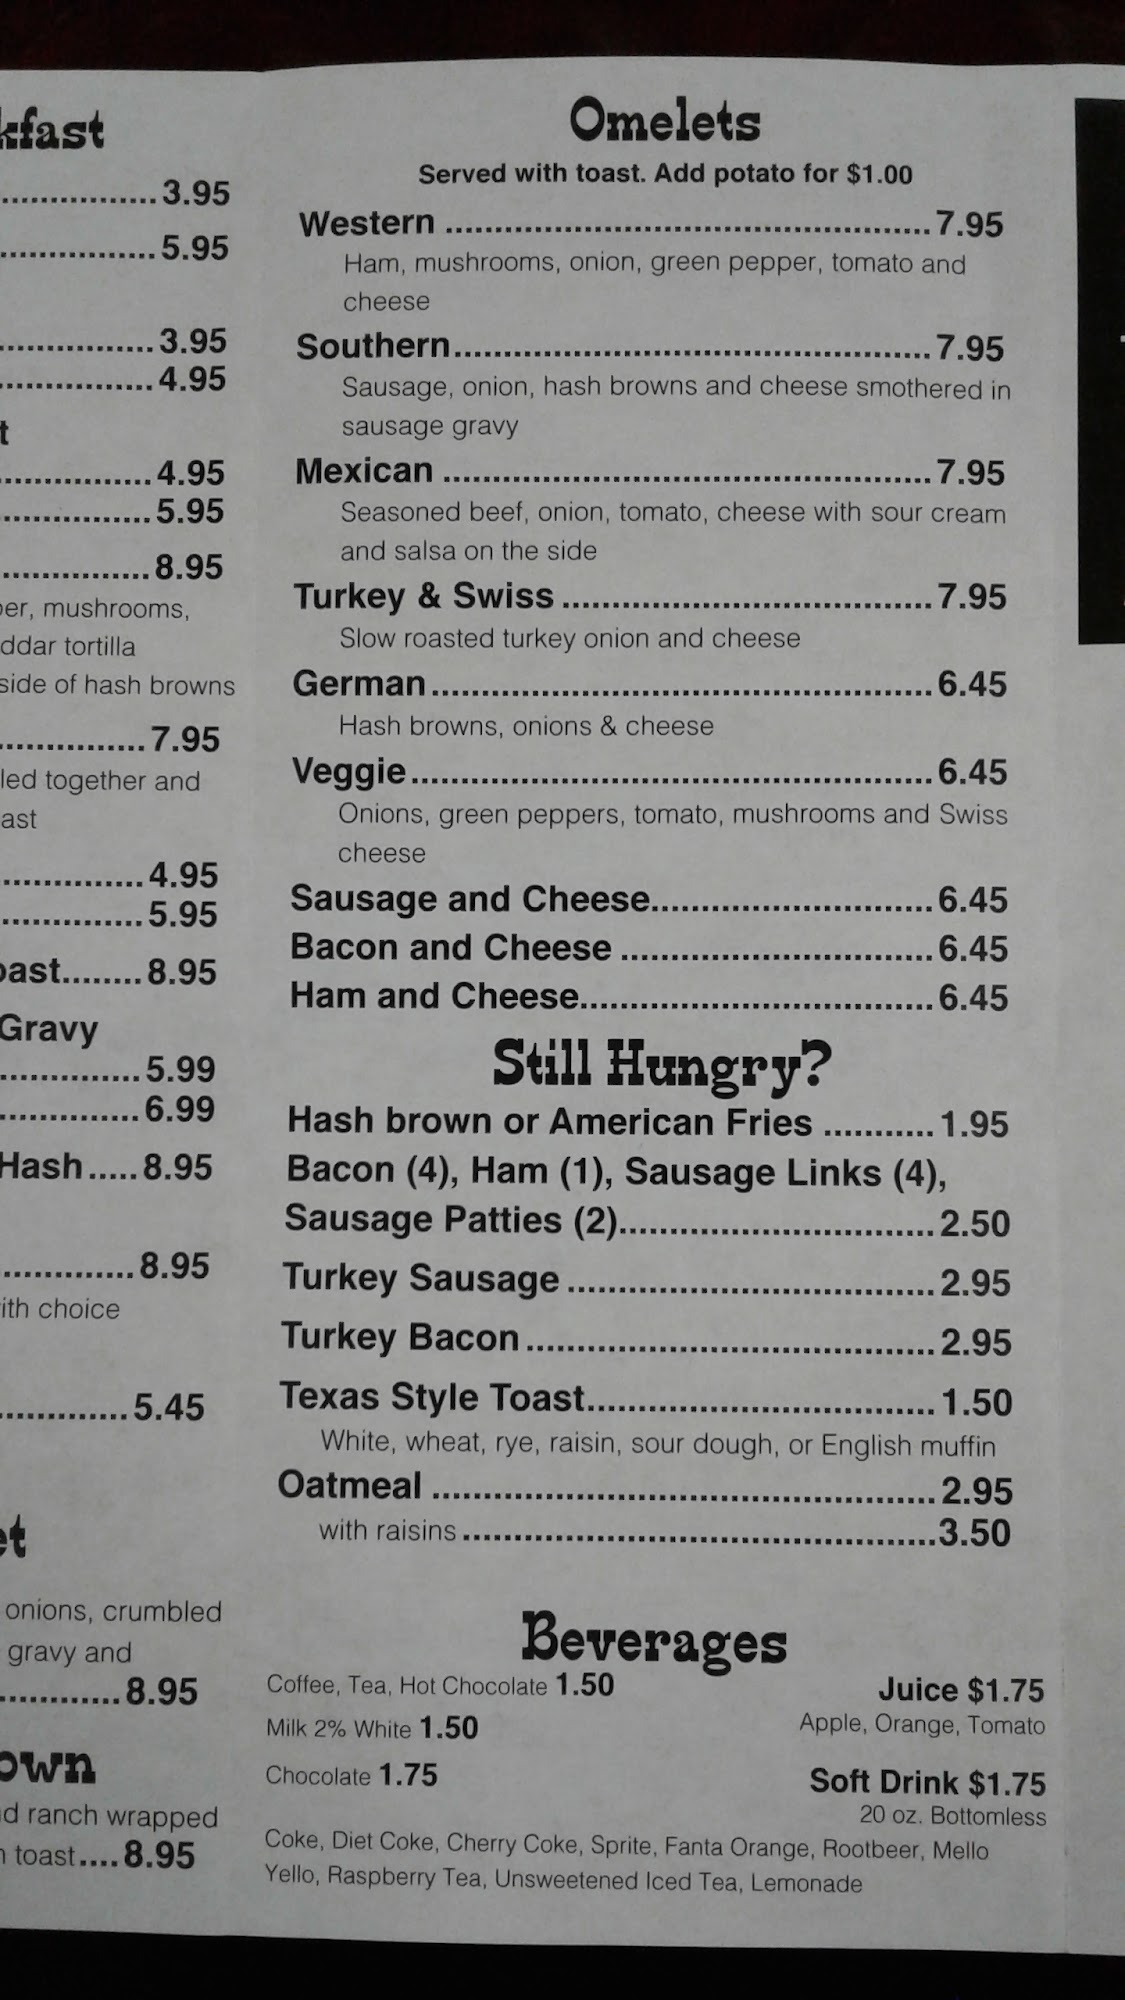 kfast
................ 3.95
................ 5.95
................ 3.95
................ 4.95
t
................ 4.95
................ 5.95
................ 8.95
er, mushrooms,
ddar tortilla
side of hash browns
................ 7.95
led together and
ast
................ 4.95
................ 5.95
oast........ 8.95
Gravy
................ 5.99
................ 6.99
Hash ..... 8.95
................ 8.95
ith choice
................ 5.45
et
onions, crumbled
gravy and
............ 8.95
own
d ranch wrapped
toast .... 8.95
Omelets
Served with toast. Add potato for $1.00
Western ................................................ 7.95
Ham, mushrooms, onion, green pepper, tomato and
cheese
Southern ................................................ 7.95
Sausage, onion, hash browns and cheese smothered in
sausage gravy
Mexican ................................................ 7.95
Seasoned beef, onion, tomato, cheese with sour cream
and salsa on the side
Turkey & Swiss .................................... 7.95
Slow roasted turkey onion and cheese
German ................................................ 6.45
Hash browns, onions & cheese
Veggie ................................................ 6.45
Onions, green peppers, tomato, mushrooms and Swiss
cheese
Sausage and Cheese............................ 6.45
Bacon and Cheese .............................. 6.45
Ham and Cheese.................................. 6.45
Still Hungry?
Hash brown or American Fries ........... 1.95
Bacon (4), Ham (1), Sausage Links (4),
Sausage Patties (2).............................. 2.50
Turkey Sausage .................................... 2.95
Turkey Bacon ........................................ 2.95
Texas Style Toast.................................. 1.50
White, wheat, rye, raisin, sour dough, or English muffin
Oatmeal ................................................ 2.95
with raisins ............................................. 3.50
Beverages
Coffee, Tea, Hot Chocolate 1.50
Milk 2% White 1.50
Chocolate 1.75
Juice $1.75
Apple, Orange, Tomato
Soft Drink $1.75
20 oz. Bottomless
Coke, Diet Coke, Cherry Coke, Sprite, Fanta Orange, Rootbeer, Mello
Yello, Raspberry Tea, Unsweetened Iced Tea, Lemonade